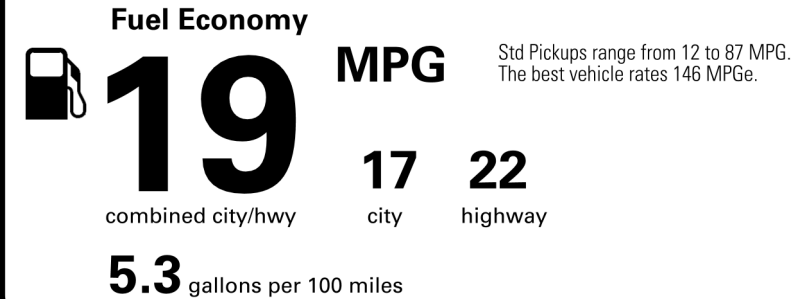 Fuel Economy
19 MPG
Std Pickups range from 12 to 87 MPG.
The best vehicle rates 146 MPGe.
combined city/hwy
17 city
22 highway
5.3 gallons per 100 miles